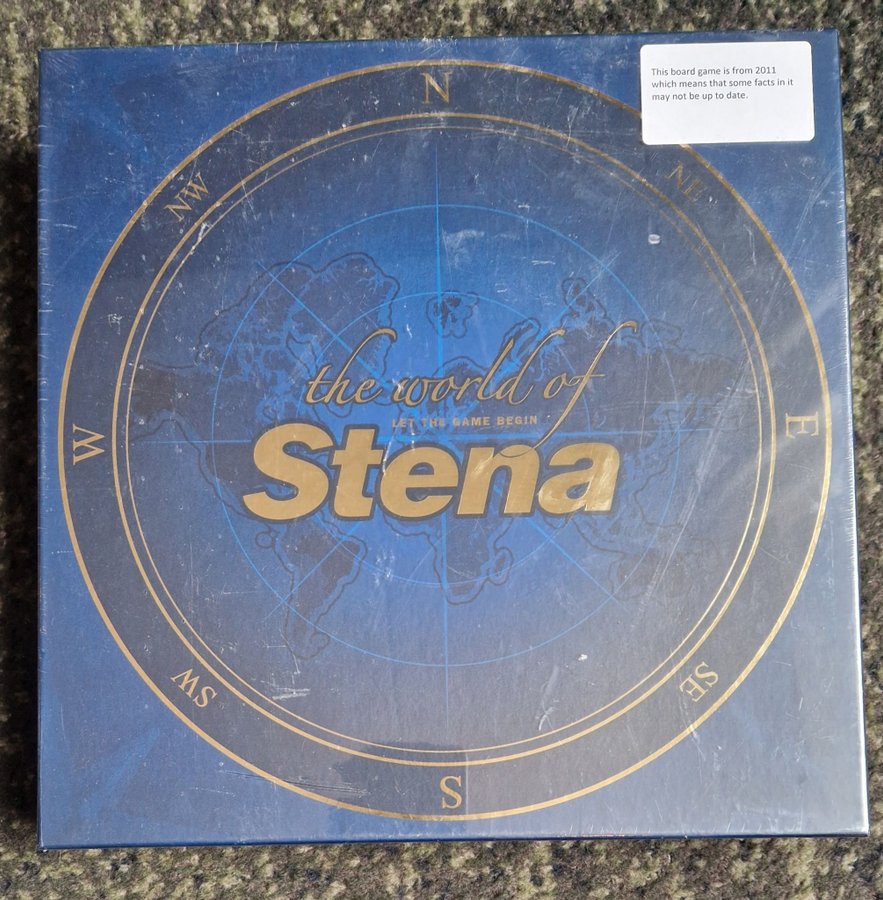 This board game is from 2011
which means that some facts in it
may not be up to date.
N
NW
NE
the world of
LET THE GAME BEGIN
W
E
Stena
SW
SE
S